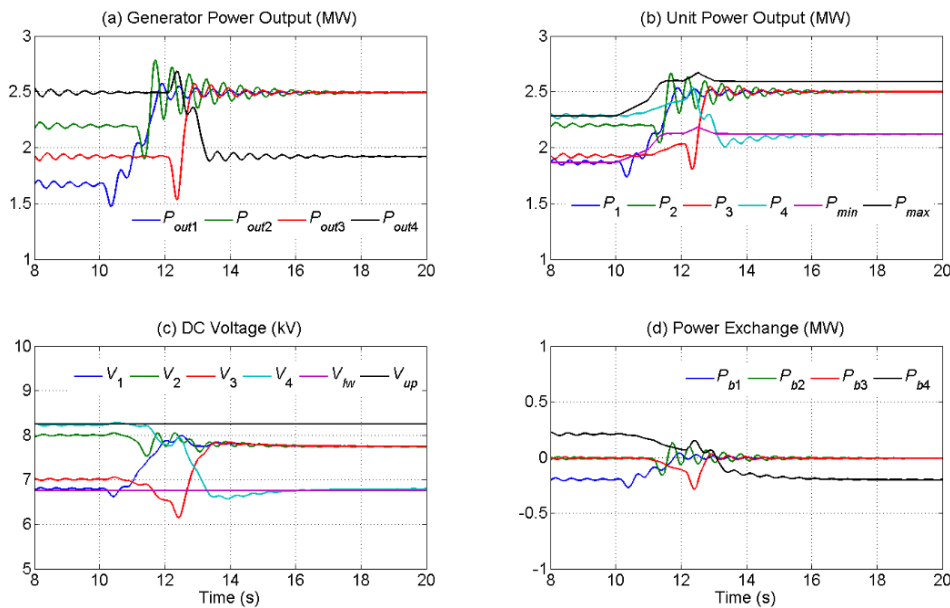 (a) Generator Power Output (MW)
3
2.5
2
1.5
1
8 10 12 14 16 18 20
Pout1 Pout2 Pout3 Pout4
(b) Unit Power Output (MW)
3
2.5
2
1.5
1
8 10 12 14 16 18 20
P1 P2 P3 P4 Pmin Pmax
(c) DC Voltage (kV)
10
9
8
7
6
5
8 10 12 14 16 18 20
V1 V2 V3 V4 Vlw Vup
Time (s)
(d) Power Exchange (MW)
1
0.5
0
-0.5
-1
8 10 12 14 16 18 20
Pb1 Pb2 Pb3 Pb4
Time (s)